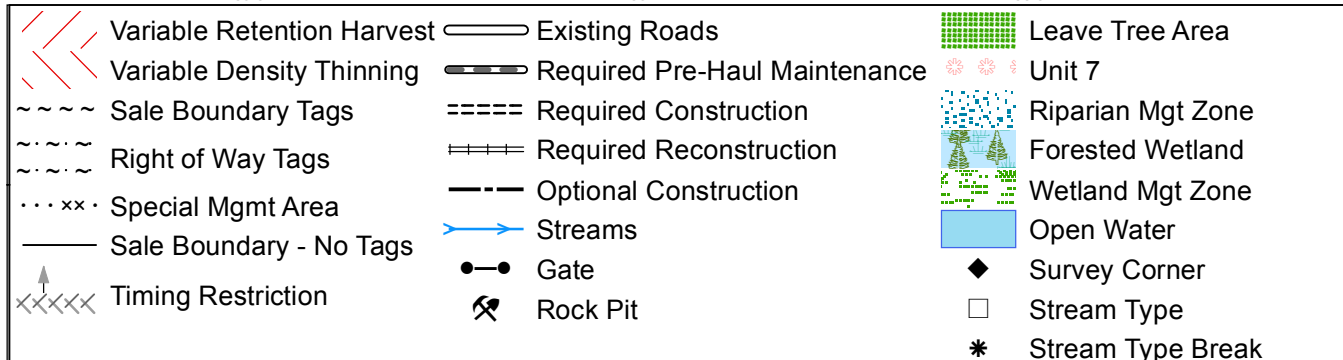 Variable Retention Harvest
Variable Density Thinning
Sale Boundary Tags
Right of Way Tags
Special Mgmt Area
Sale Boundary - No Tags
Timing Restriction
Existing Roads
Required Pre-Haul Maintenance
Required Construction
Required Reconstruction
Optional Construction
Streams
Gate
Rock Pit
Leave Tree Area
Unit 7
Riparian Mgt Zone
Forested Wetland
Wetland Mgt Zone
Open Water
Survey Corner
Stream Type
Stream Type Break